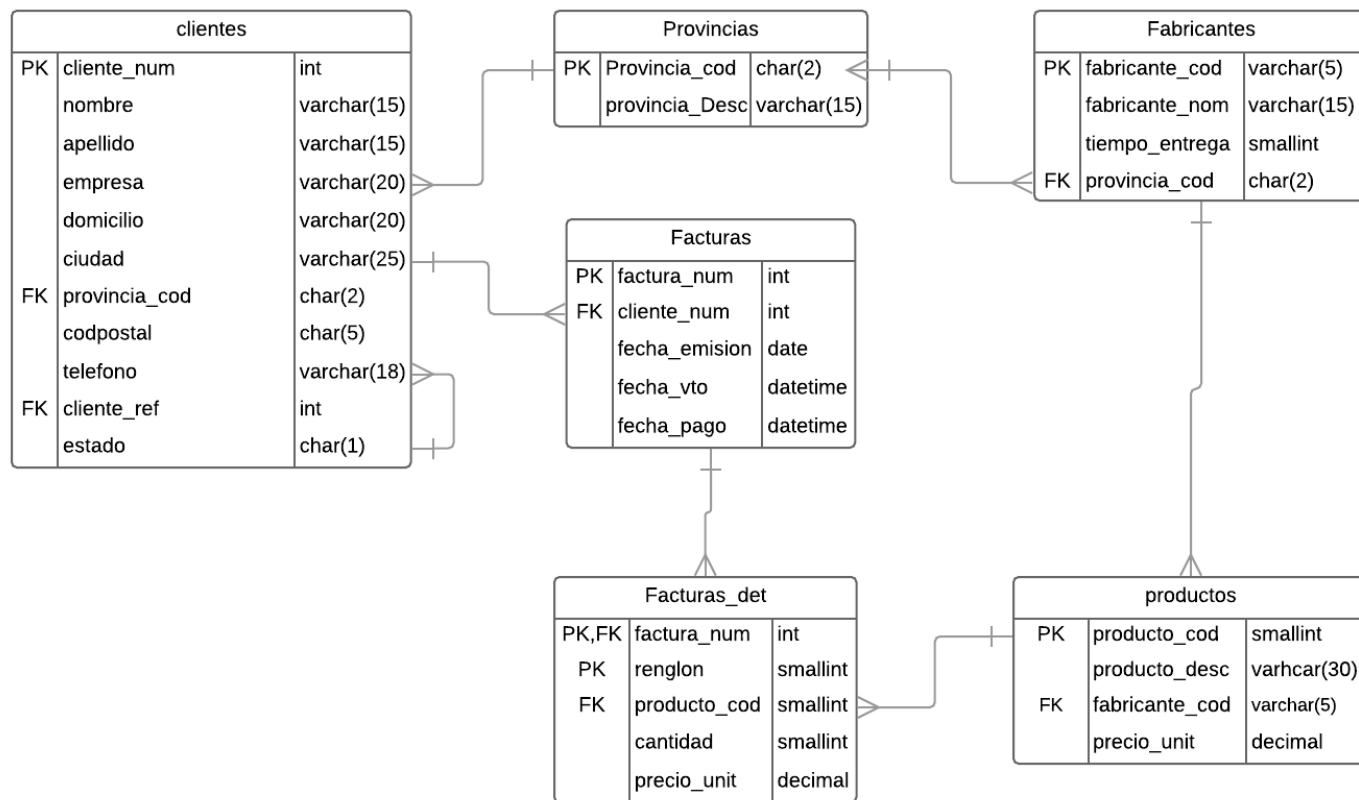 clientes
PK cliente_num int
nombre varchar(15)
apellido varchar(15)
empresa varchar(20)
domicilio varchar(20)
ciudad varchar(25)
FK provincia_cod char(2)
codpostal char(5)
telefono varchar(18)
FK cliente_ref int
estado char(1)
Provincias
PK Provincia_cod char(2)
provincia_Desc varchar(15)
Fabricantes
PK fabricante_cod varchar(5)
fabricante_nom varchar(15)
tiempo_entrega smallint
FK provincia_cod char(2)
Facturas
PK factura_num int
FK cliente_num int
fecha_emision date
fecha_vto datetime
fecha_pago datetime
Facturas_det
PK,FK factura_num int
PK renglon smallint
FK producto_cod smallint
cantidad smallint
precio_unit decimal
productos
PK producto_cod smallint
producto_desc varhcar(30)
FK fabricante_cod varchar(5)
precio_unit decimal